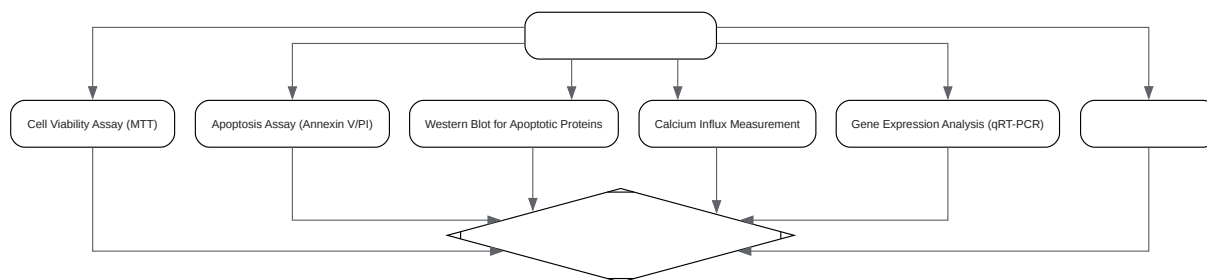 Cell Viability Assay (MTT)
Apoptosis Assay (Annexin V/PI)
Western Blot for Apoptotic Proteins
Calcium Influx Measurement
Gene Expression Analysis (qRT-PCR)